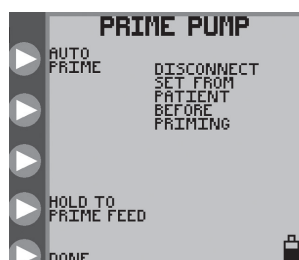 PRIME PUMP
AUTO
PRIME
DISCONNECT
SET FROM
PATIENT
BEFORE
PRIMING
HOLD TO
PRIME FEED
DONE